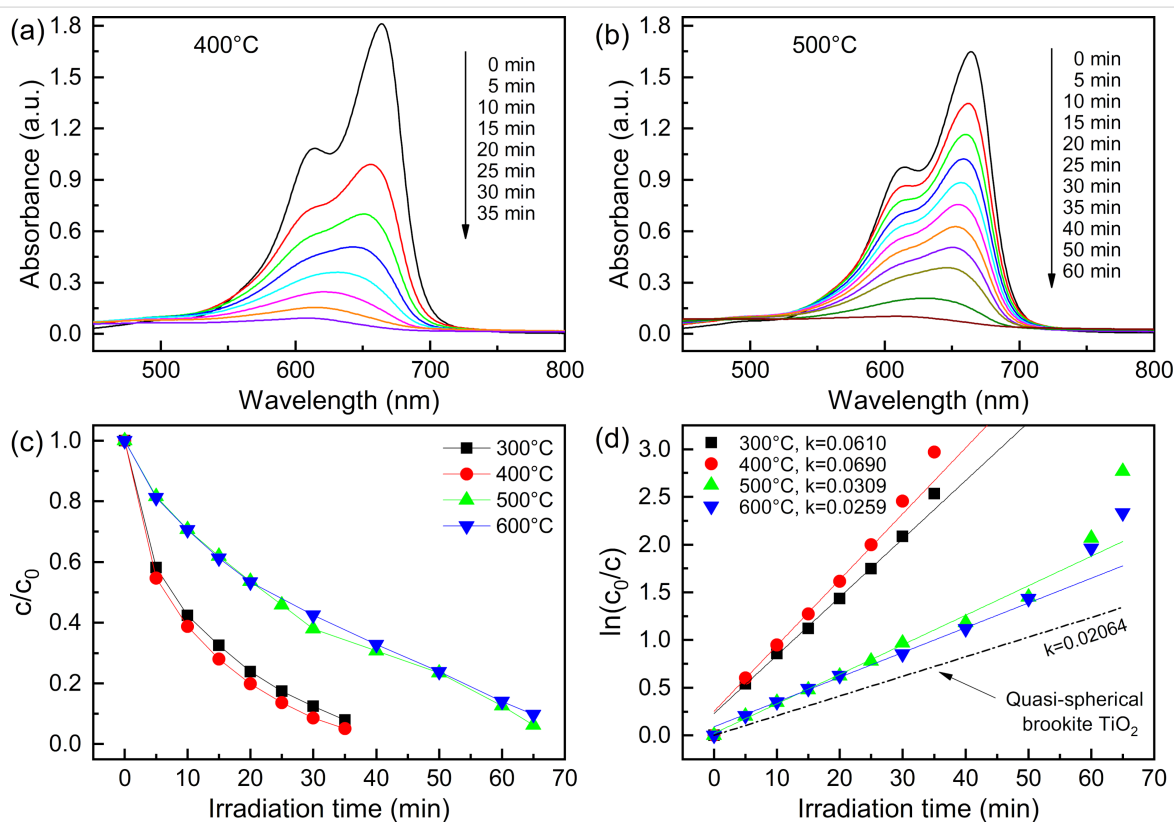 (a)
400°C
0 min
5 min
10 min
15 min
20 min
25 min
30 min
35 min
1.8
1.5
1.2
0.9
0.6
0.3
0.0
Absorbance (a.u.)
500
600
700
800
Wavelength (nm)
(b)
500°C
0 min
5 min
10 min
15 min
20 min
25 min
30 min
35 min
40 min
50 min
60 min
1.8
1.5
1.2
0.9
0.6
0.3
0.0
Absorbance (a.u.)
500
600
700
800
Wavelength (nm)
(c)
300°C
400°C
500°C
600°C
1.0
0.8
0.6
0.4
0.2
0.0
c/c₀
0
10
20
30
40
50
60
70
Irradiation time (min)
(d)
300°C, k=0.0610
400°C, k=0.0690
500°C, k=0.0309
600°C, k=0.0259
3.0
2.5
2.0
1.5
1.0
0.5
0.0
ln(c₀/c)
k=0.02064
Quasi-spherical
brookite TiO₂
0
10
20
30
40
50
60
70
Irradiation time (min)